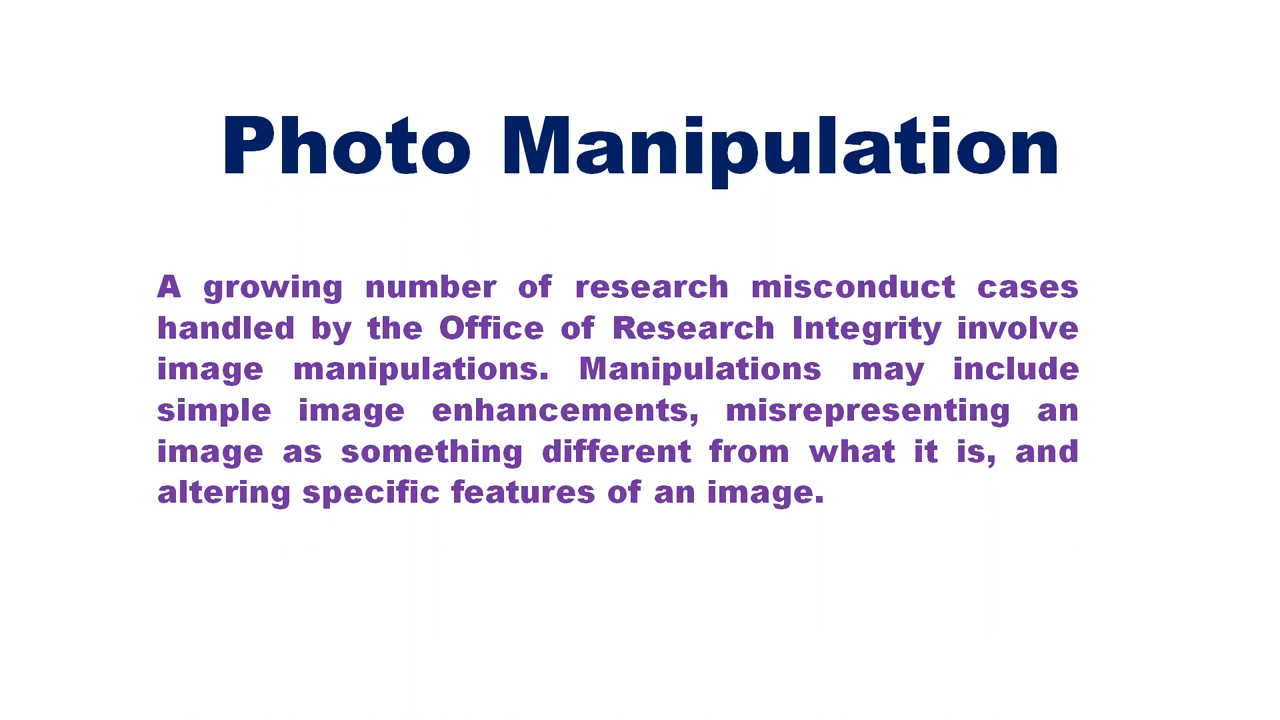 Photo Manipulation
A growing number of research misconduct cases
handled by the Office of Research Integrity involve
image manipulations. Manipulations may include
simple image enhancements, misrepresenting an
image as something different from what it is, and
altering specific features of an image.